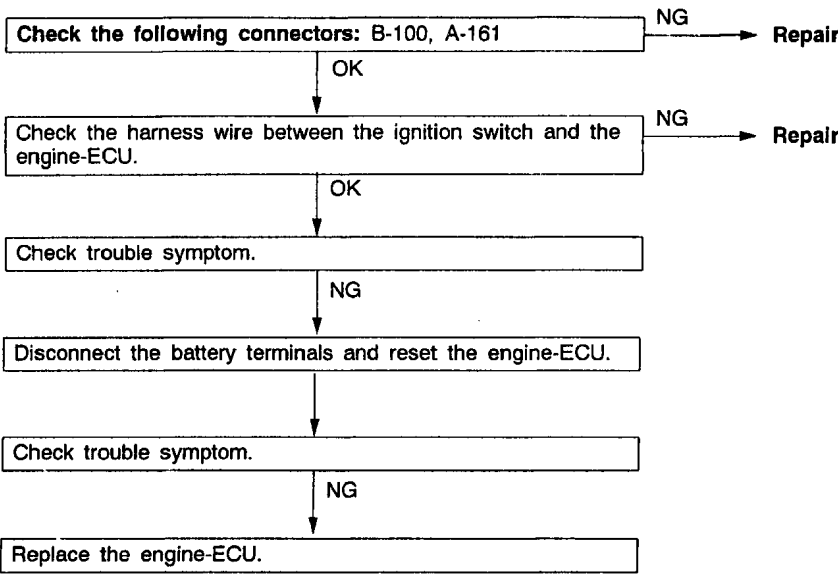 Check the following connectors: B-100, A-161
NG
Repair
OK
Check the harness wire between the ignition switch and the
engine-ECU.
NG
Repair
OK
Check trouble symptom.
NG
Disconnect the battery terminals and reset the engine-ECU.
Check trouble symptom.
NG
Replace the engine-ECU.